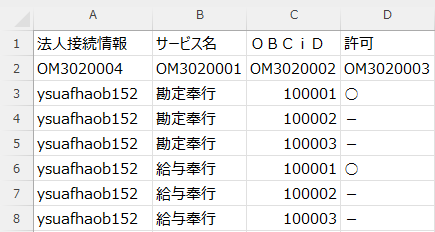 A B C D
1 法人接続情報 サービス名 ＯＢＣｉＤ 許可
2 OM3020004 OM3020001 OM3020002 OM3020003
3 ysuafhaob152 勘定奉行 100001 〇
4 ysuafhaob152 勘定奉行 100002 －
5 ysuafhaob152 勘定奉行 100003 －
6 ysuafhaob152 給与奉行 100001 〇
7 ysuafhaob152 給与奉行 100002 －
8 ysuafhaob152 給与奉行 100003 －